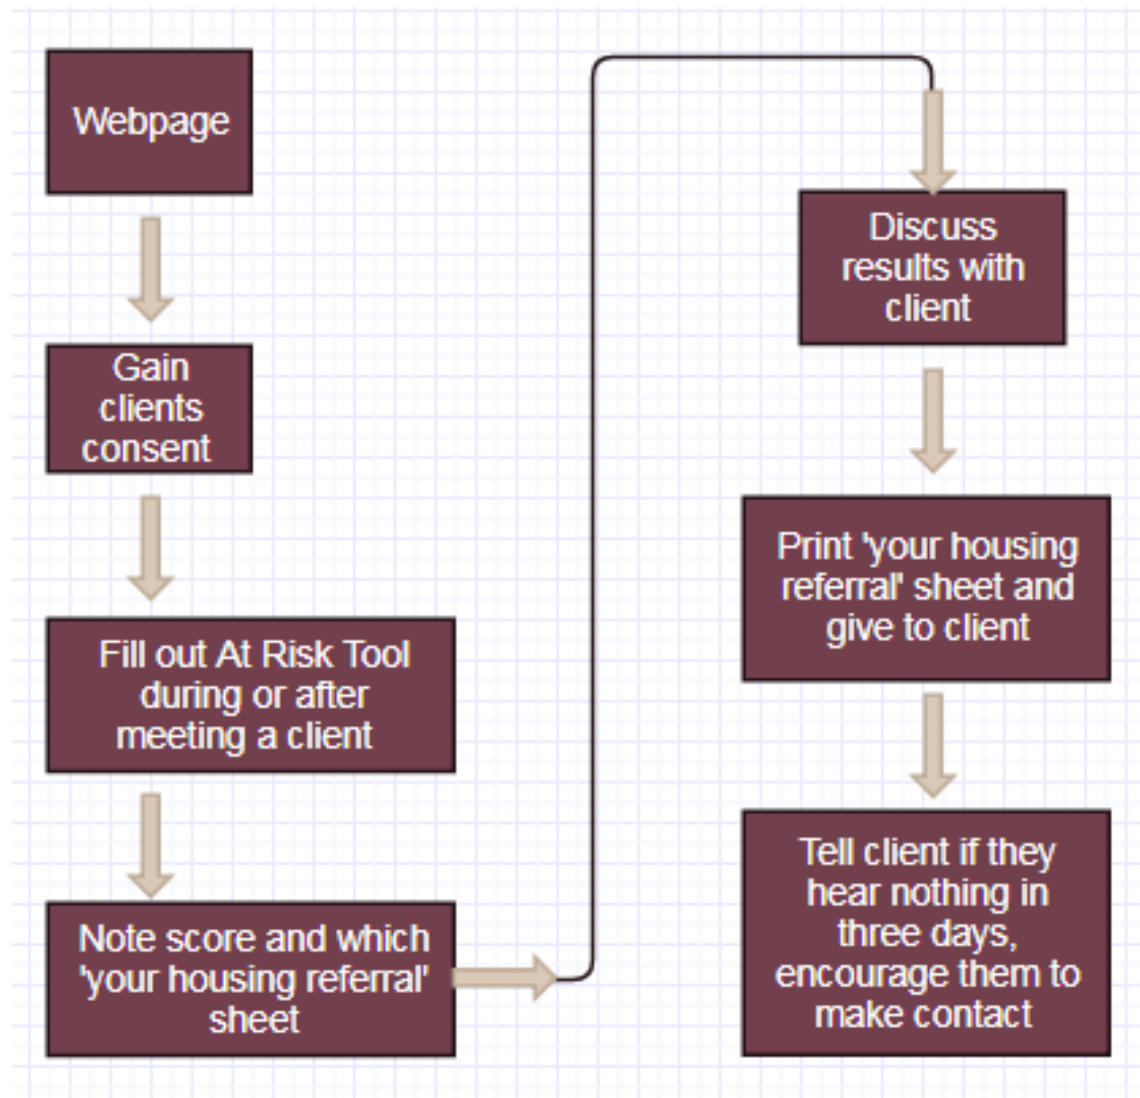 Webpage
Gain
clients
consent
Fill out At Risk Tool
during or after
meeting a client
Note score and which
'your housing referral'
sheet
Discuss
results with
client
Print 'your housing
referral' sheet and
give to client
Tell client if they
hear nothing in
three days,
encourage them to
make contact